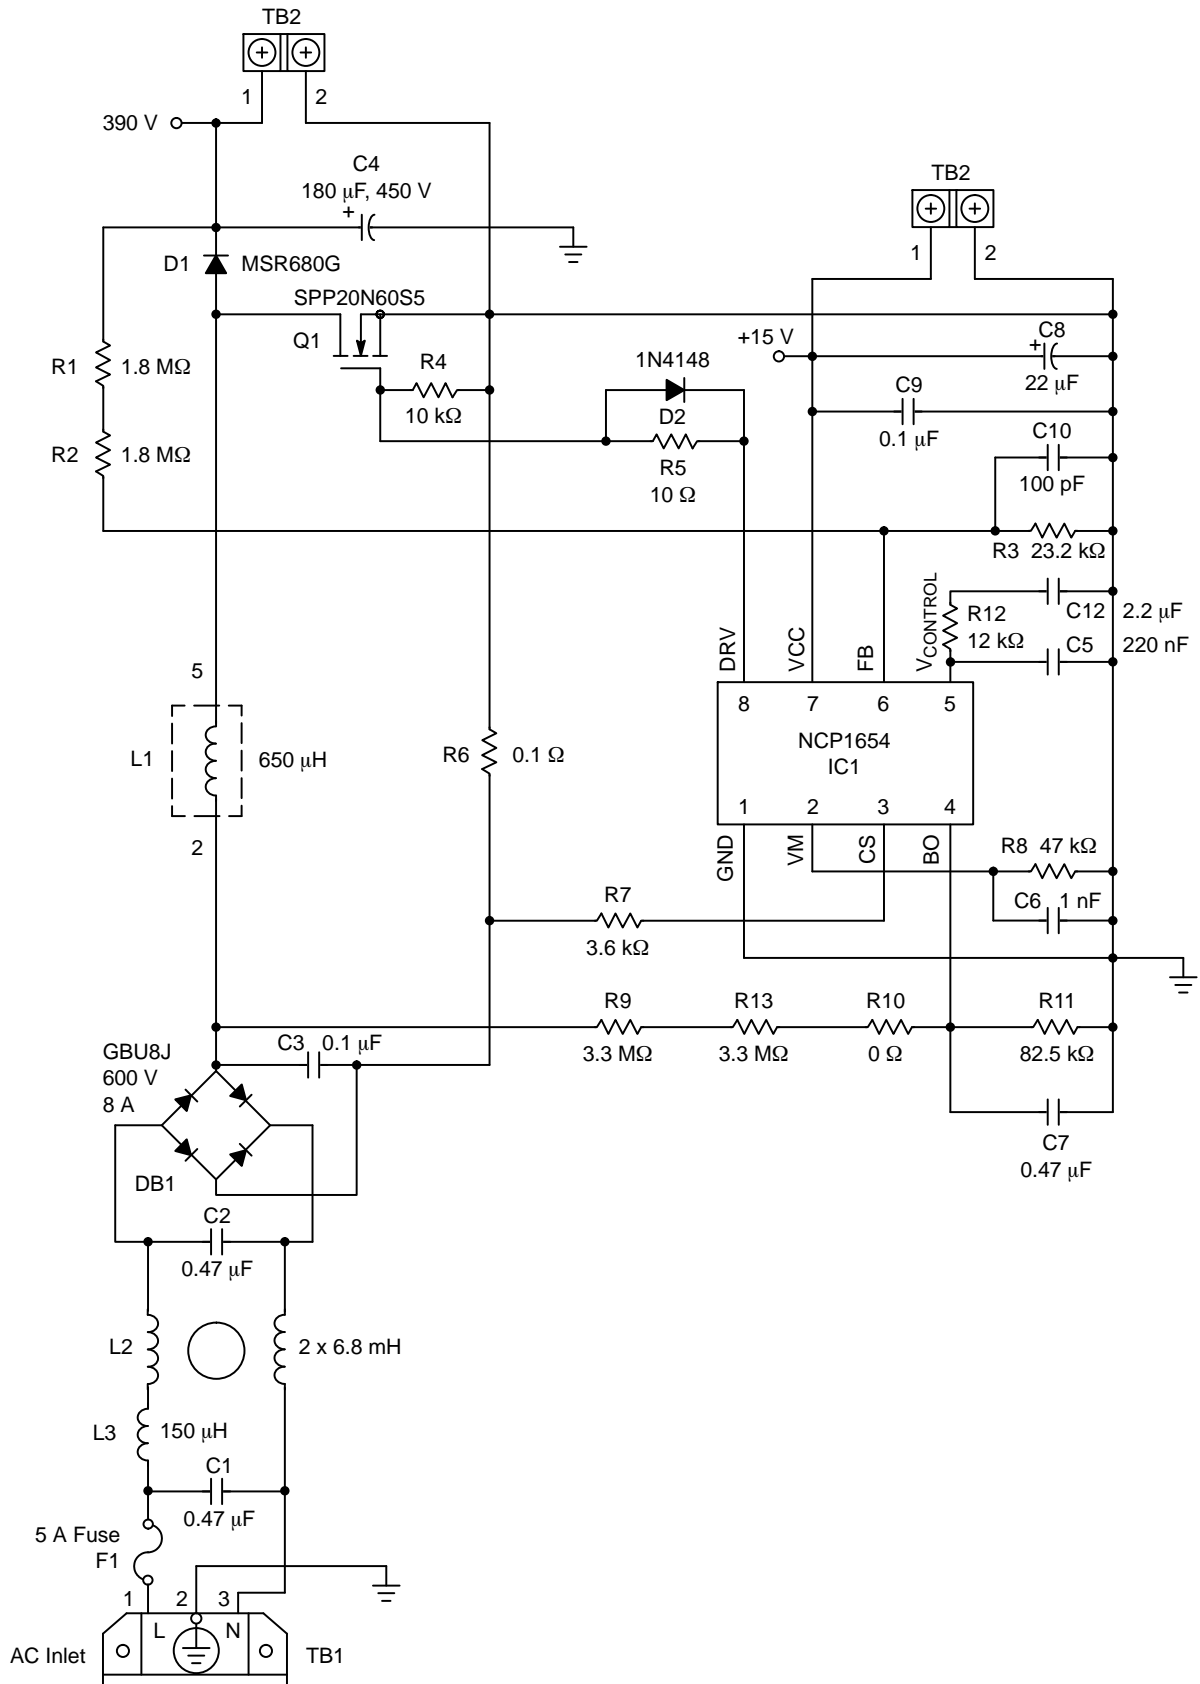 TB2
1
2
390 V
C4
180 μF, 450 V
+
TB2
1
2
D1
MSR680G
SPP20N60S5
Q1
+15 V
C8
+
22 μF
R1
1.8 MΩ
R4
10 kΩ
1N4148
D2
C9
0.1 μF
R2
1.8 MΩ
R5
10 Ω
C10
100 pF
R3 23.2 kΩ
VCONTROL
R12
12 kΩ
C12
2.2 μF
C5
220 nF
DRV
VCC
FB
5
8
7
6
5
L1
650 μH
R6
0.1 Ω
NCP1654
IC1
2
1
2
3
4
GND
VM
CS
BO
R8 47 kΩ
C6 1 nF
R7
3.6 kΩ
R9
3.3 MΩ
R13
3.3 MΩ
R10
0 Ω
R11
82.5 kΩ
C3 0.1 μF
GBU8J
600 V
8 A
C7
0.47 μF
DB1
C2
0.47 μF
L2
2 x 6.8 mH
L3
150 μH
C1
0.47 μF
5 A Fuse
F1
1
2
3
L
N
AC Inlet
TB1